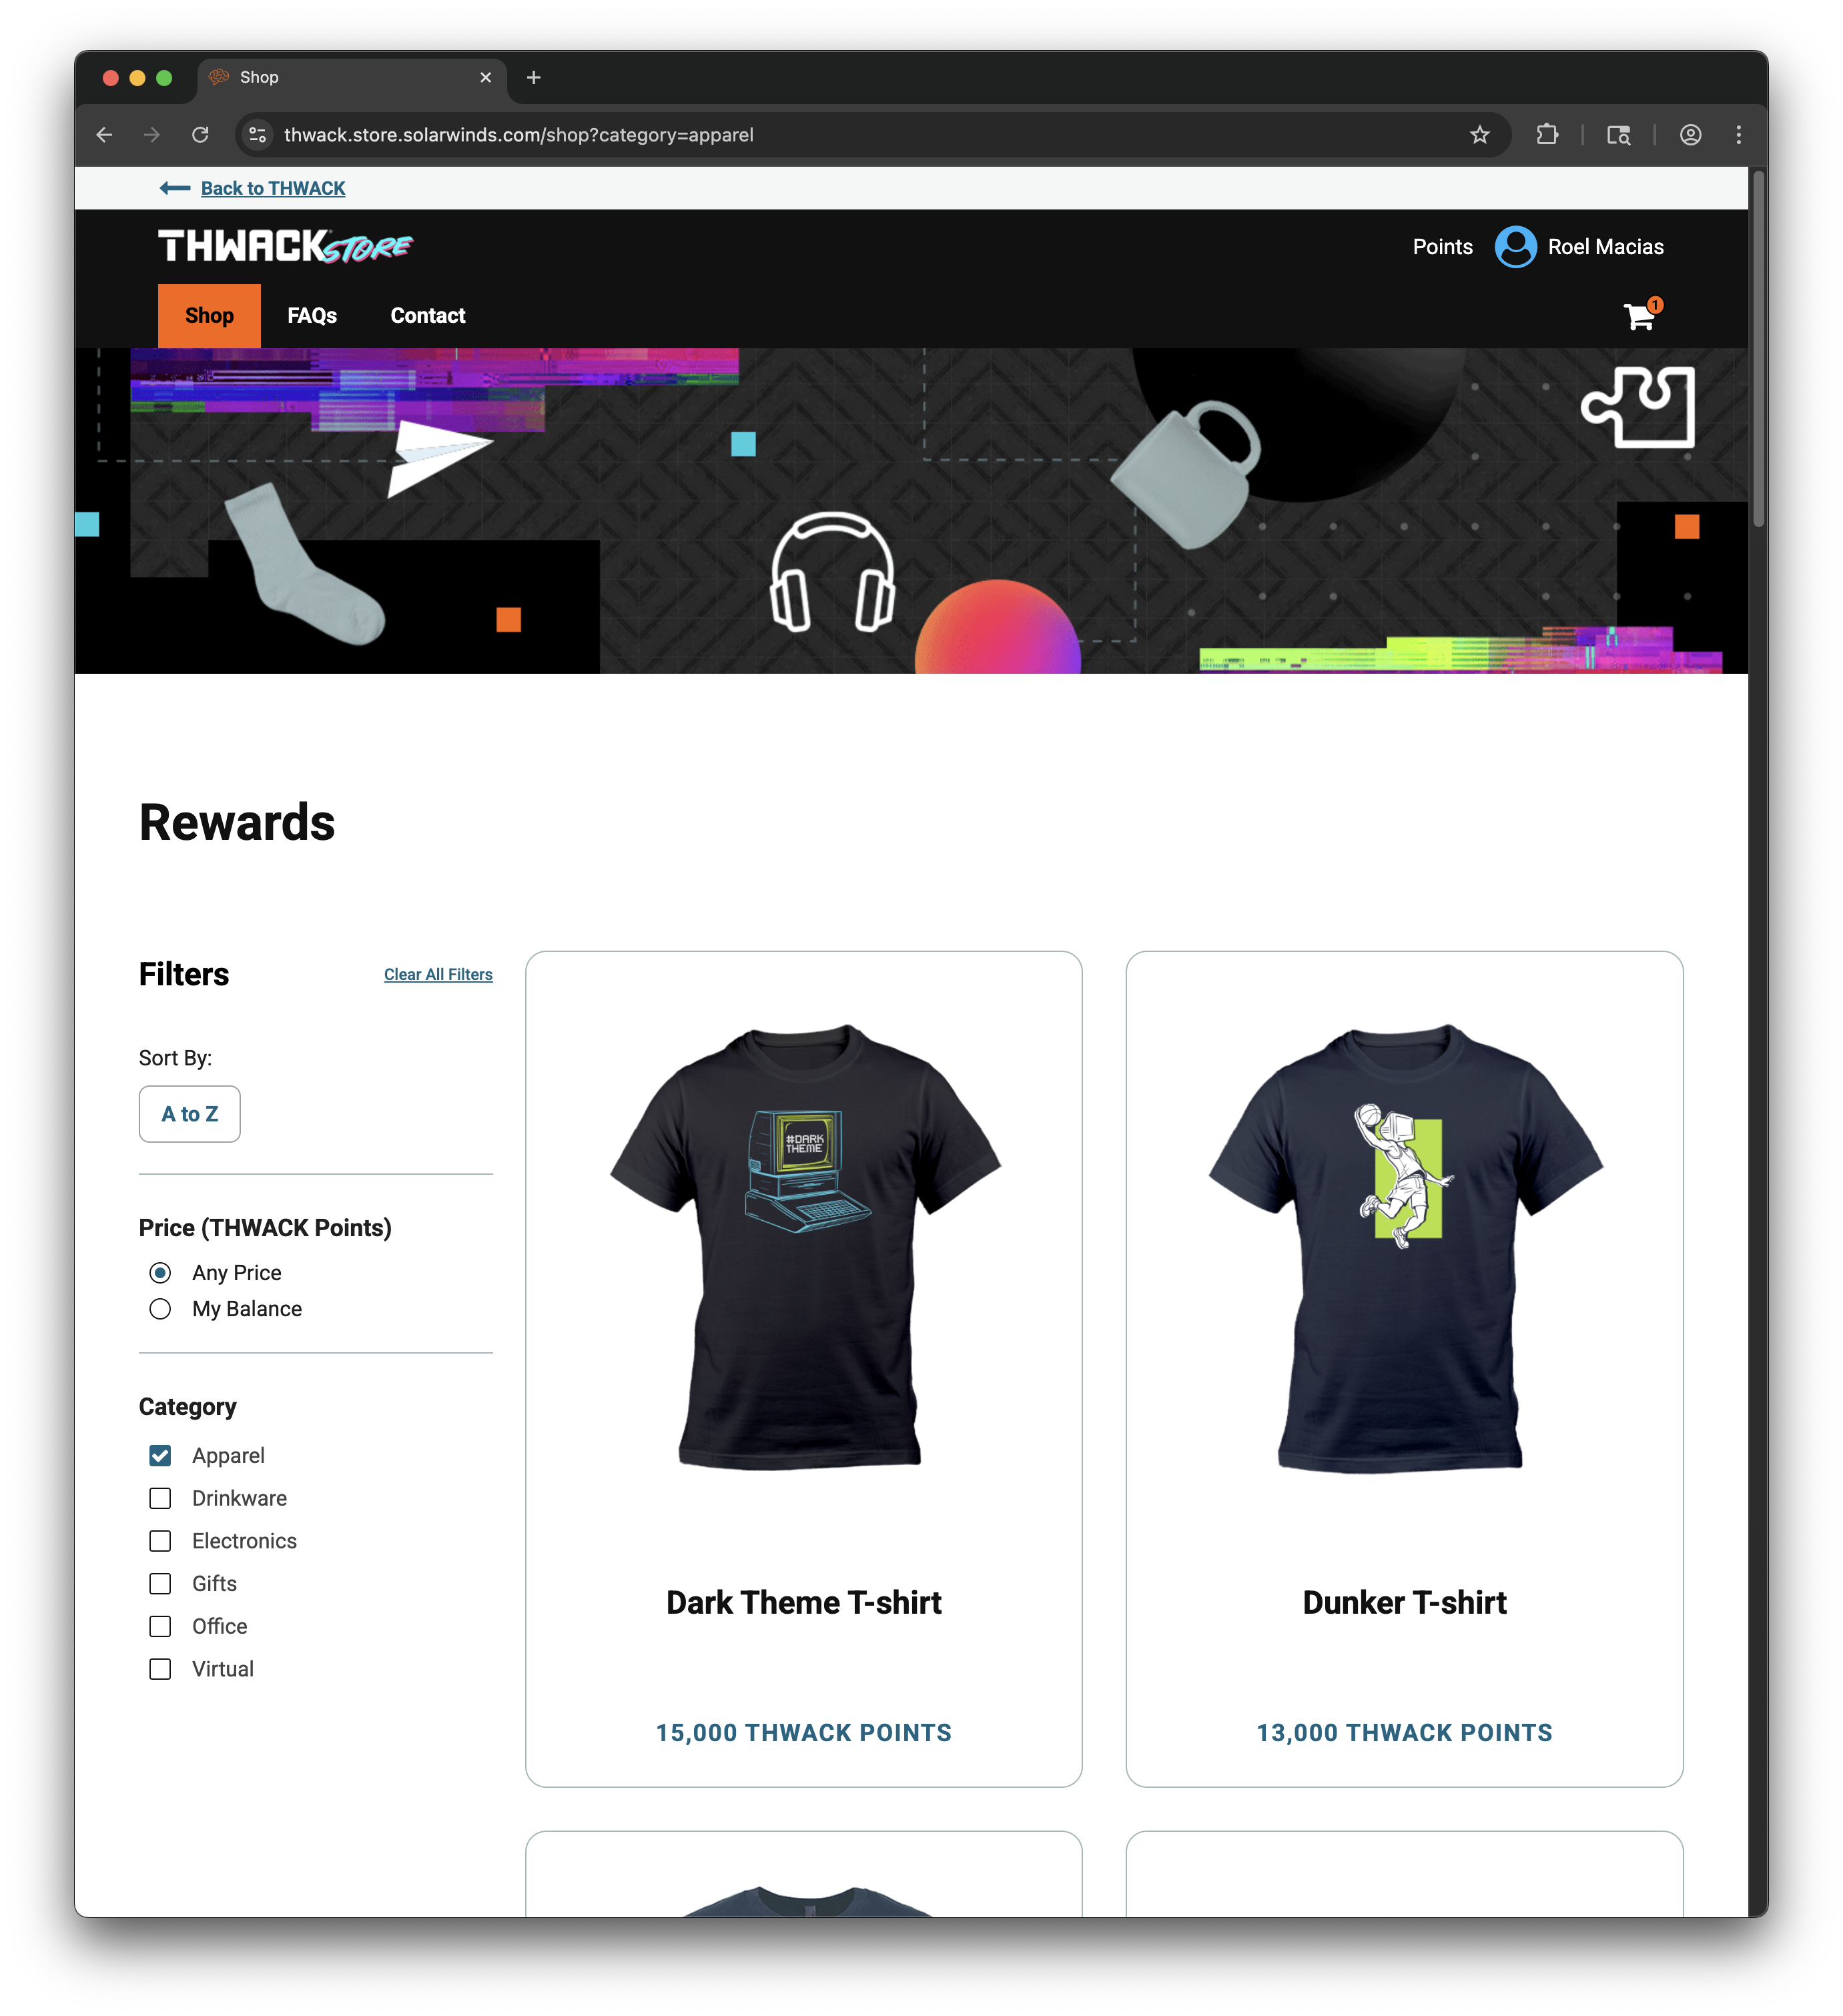 Shop
thwack.store.solarwinds.com/shop?category=apparel
Back to THWACK
THWACK STORE
Points
Roel Macias
Shop
FAQs
Contact
1
Rewards
Filters
Clear All Filters
Sort By:
A to Z
Price (THWACK Points)
Any Price
My Balance
Category
Apparel
Drinkware
Electronics
Gifts
Office
Virtual
#DARK
THEME
Dark Theme T-shirt
15,000 THWACK POINTS
Dunker T-shirt
13,000 THWACK POINTS